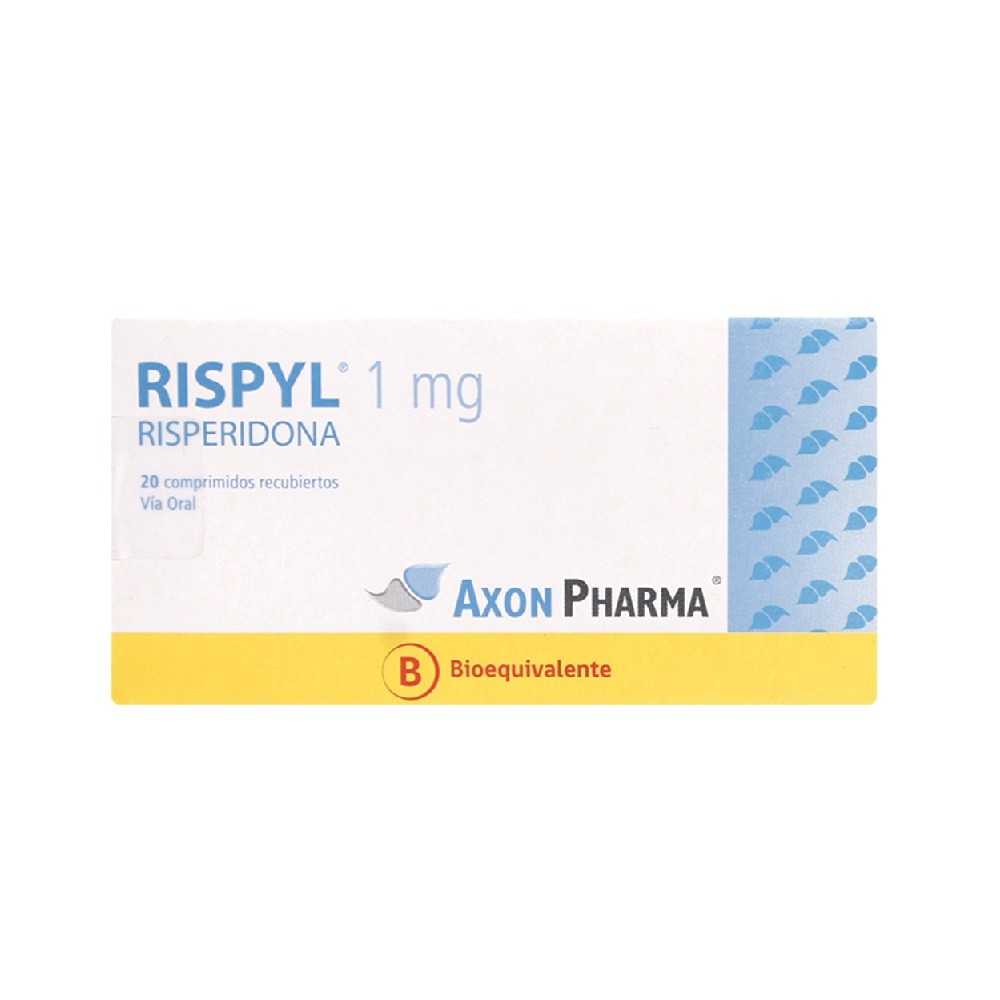 RISPYL® 1 mg
RISPERIDONA
20 comprimidos recubiertos
Vía Oral
AXON PHARMA®
B Bioequivalente